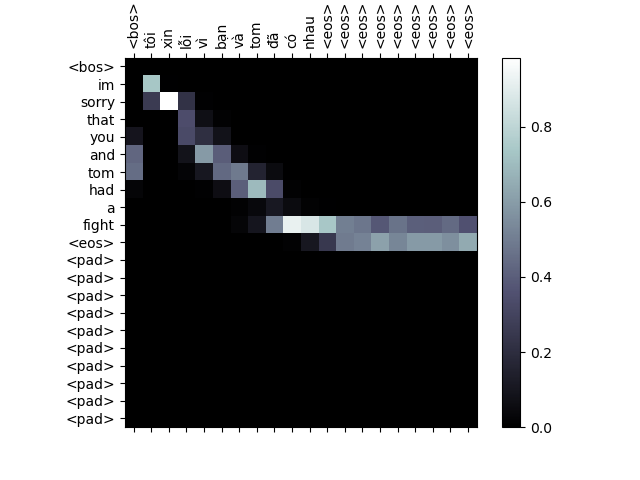 <bos> tôi xin lỗi vì bạn và tom đã có nhau <eos> <eos> <eos> <eos> <eos> <eos> <eos> <eos> <eos>
<bos>
im
sorry
that
you
and
tom
had
a
fight
<eos>
<pad>
<pad>
<pad>
<pad>
<pad>
<pad>
<pad>
<pad>
<pad>
<pad>
0.8
0.6
0.4
0.2
0.0